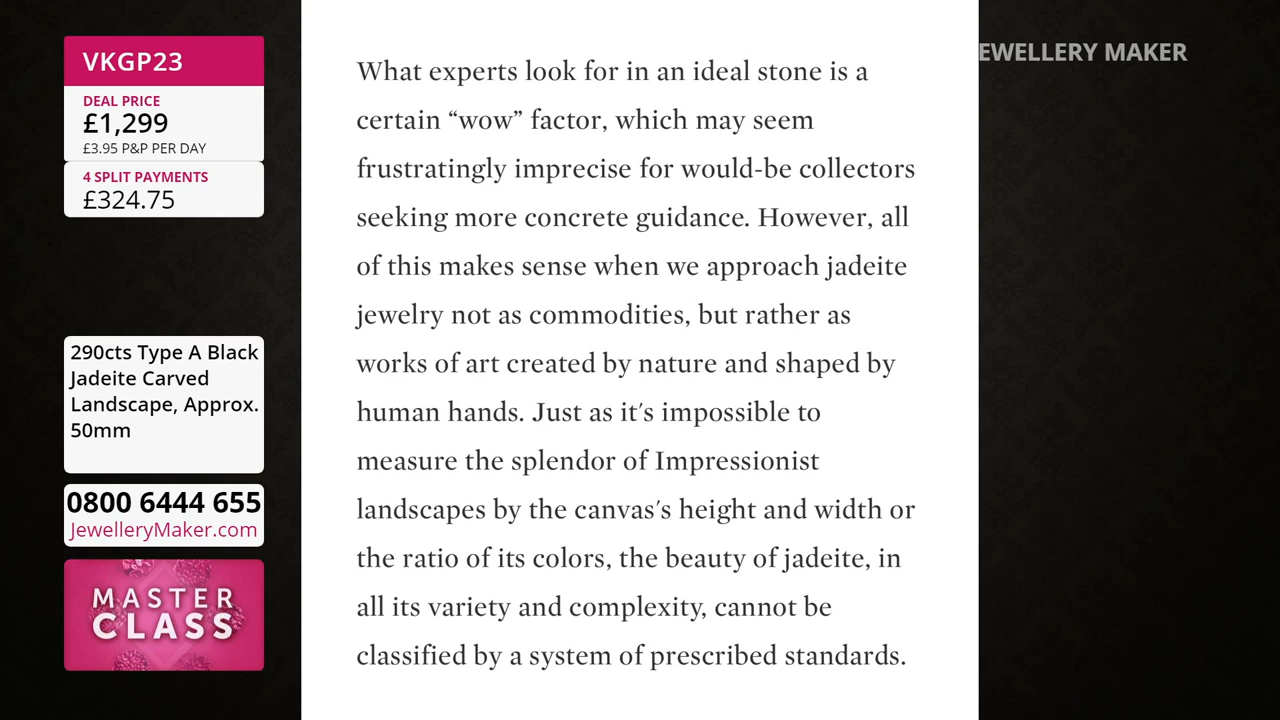 VKGP23
DEAL PRICE
£1,299
£3.95 P&P PER DAY
4 SPLIT PAYMENTS
£324.75
290cts Type A Black
Jadeite Carved
Landscape, Approx.
50mm
0800 6444 655
JewelleryMaker.com
MASTER
CLASS
What experts look for in an ideal stone is a
certain “wow” factor, which may seem
frustratingly imprecise for would-be collectors
seeking more concrete guidance. However, all
of this makes sense when we approach jadeite
jewelry not as commodities, but rather as
works of art created by nature and shaped by
human hands. Just as it's impossible to
measure the splendor of Impressionist
landscapes by the canvas's height and width or
the ratio of its colors, the beauty of jadeite, in
all its variety and complexity, cannot be
classified by a system of prescribed standards.
EWELLERY MAKER